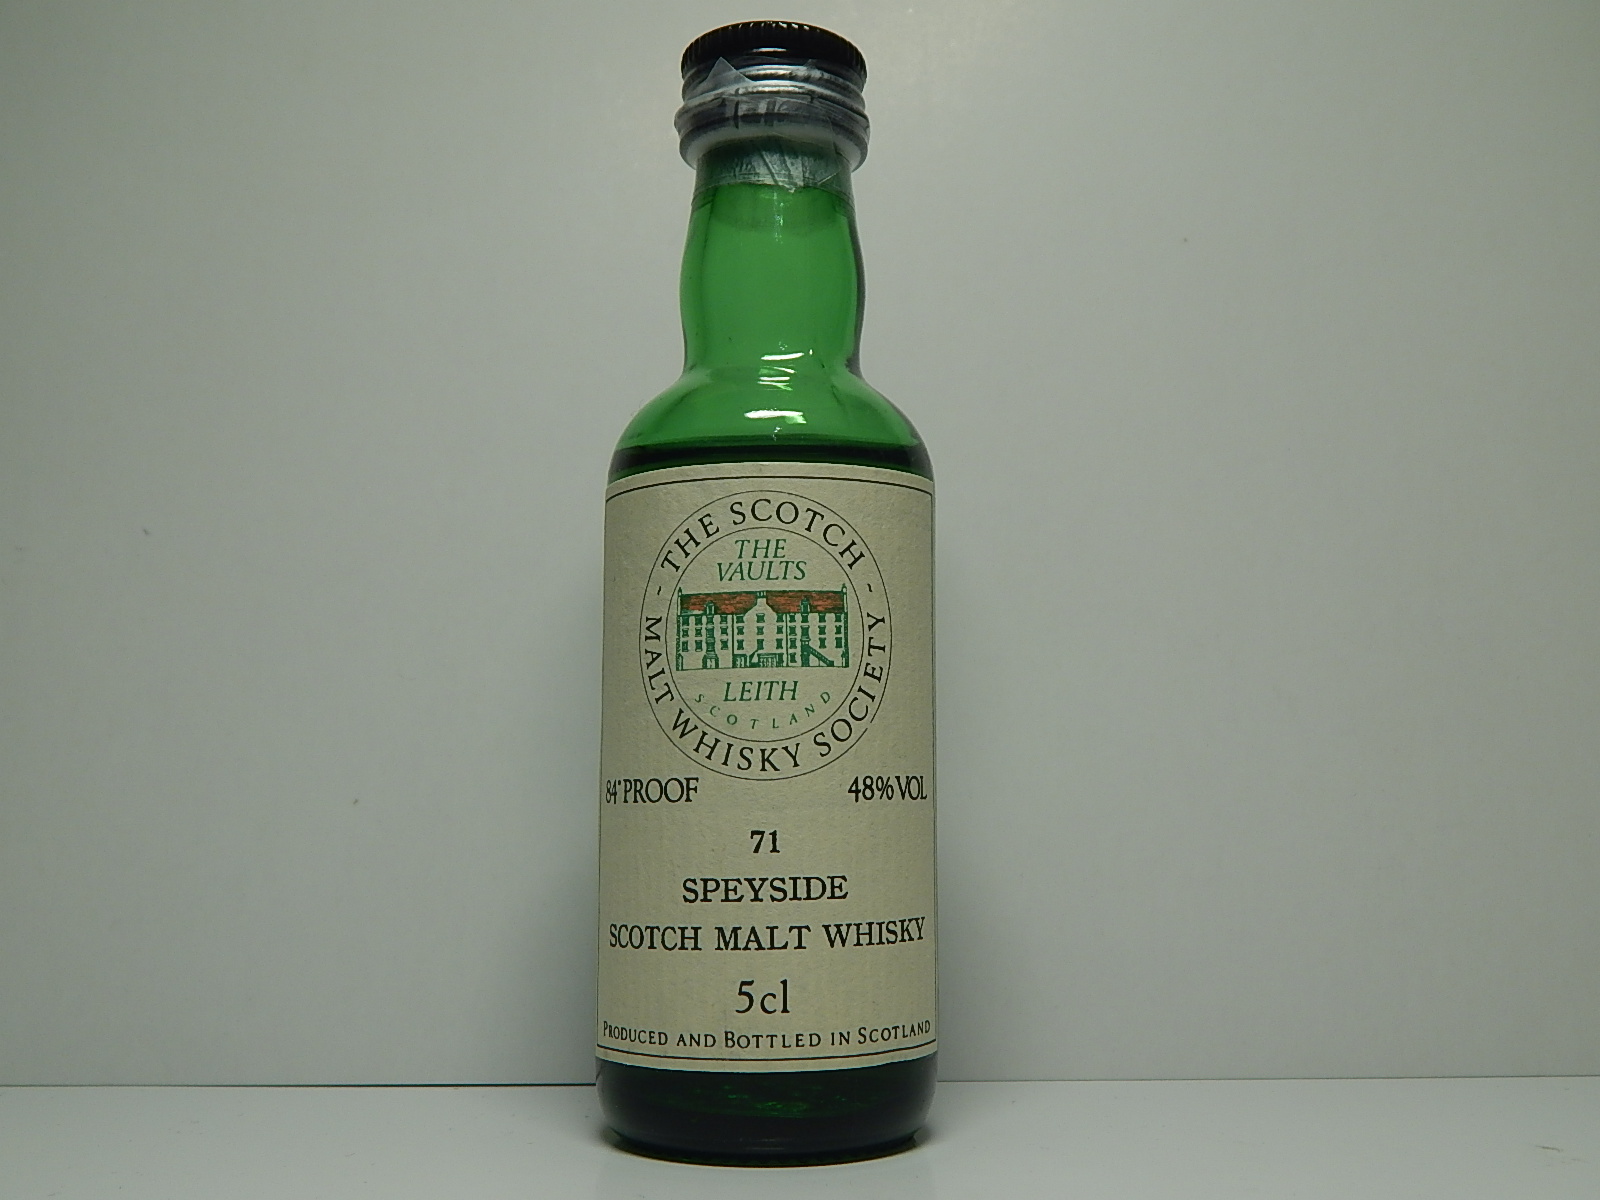 - THE SCOTCH -
MALT WHISKY SOCIETY
THE
VAULTS
LEITH
SCOTLAND
84°PROOF 48%VOL
71
SPEYSIDE
SCOTCH MALT WHISKY
5cl
PRODUCED AND BOTTLED IN SCOTLAND